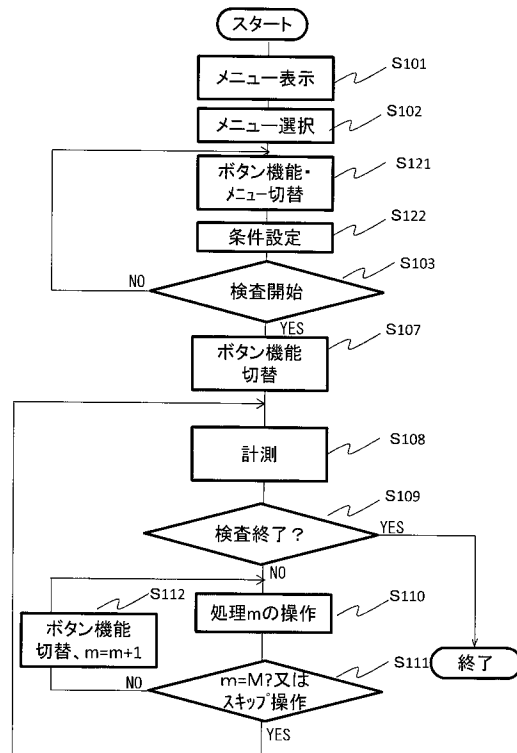 スタート
メニュー表示
S101
メニュー選択
S102
ボタン機能・
メニュー切替
S121
条件設定
S122
検査開始
S103
NO
YES
ボタン機能
切替
S107
計測
S108
検査終了？
S109
YES
NO
処理mの操作
S110
ボタン機能
切替、m=m+1
S112
m=M?又は
スキップ操作
S111
NO
YES
終了